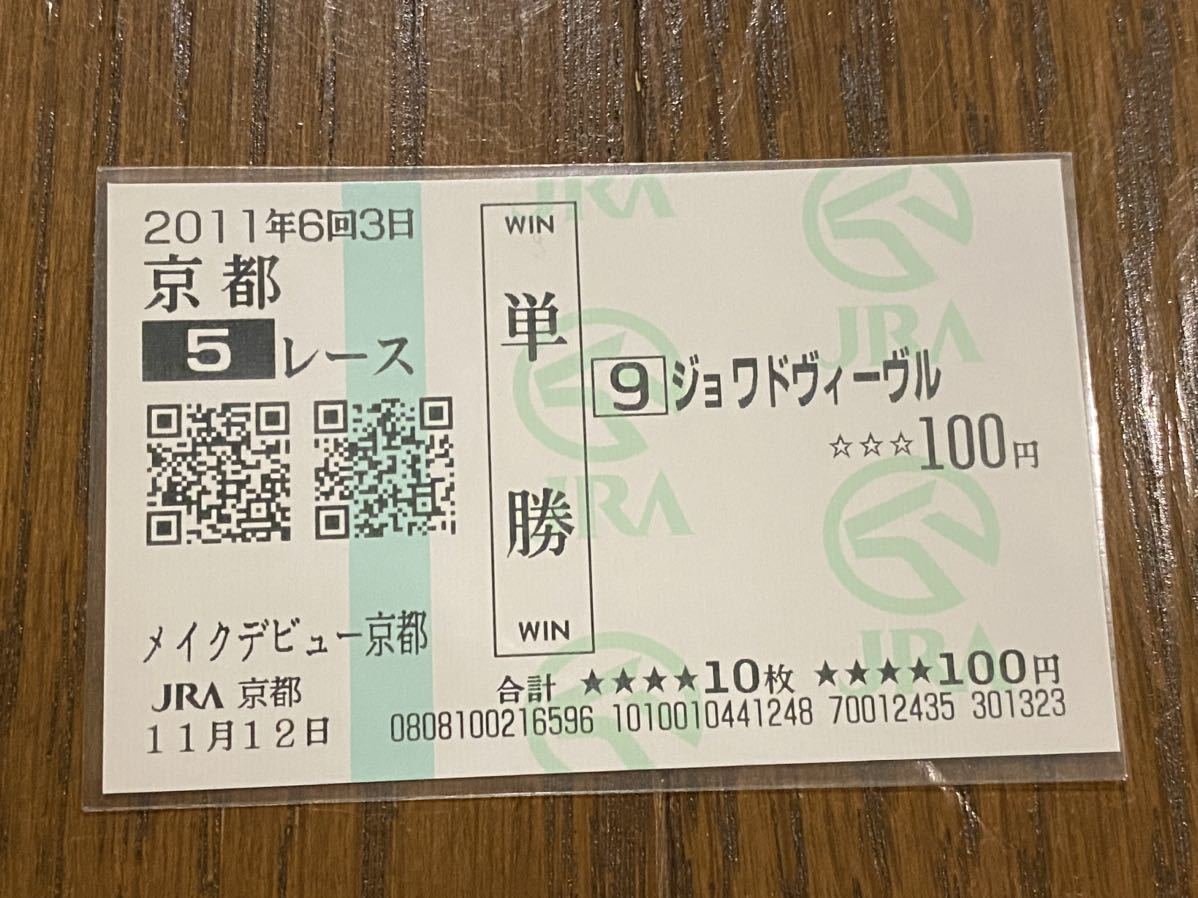 2011年6回3日
京都
5レース
メイクデビュー京都
JRA 京都
11月12日
WIN
単勝
WIN
9 ジョワドヴィーヴル
☆☆☆100円
合計 ★★★★10枚 ★★★★100円
0808100216596 1010010441248 70012435 301323
JRA
JRA
JRA
JRA